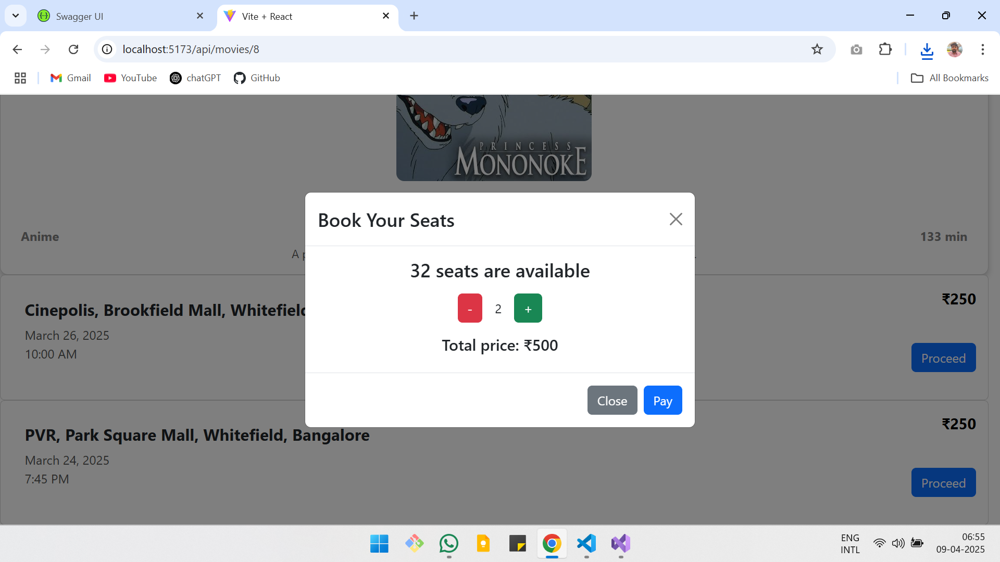 Swagger UI
Vite + React
localhost:5173/api/movies/8
Gmail
YouTube
chatGPT
GitHub
All Bookmarks
PRINCESS
MONONOKE
Book Your Seats
Anime
133 min
A
32 seats are available
- 2 +
Total price: ₹500
Close
Pay
Cinepolis, Brookfield Mall, Whitefield
₹250
March 26, 2025
10:00 AM
Proceed
PVR, Park Square Mall, Whitefield, Bangalore
₹250
March 24, 2025
7:45 PM
Proceed
ENG
INTL
06:55
09-04-2025